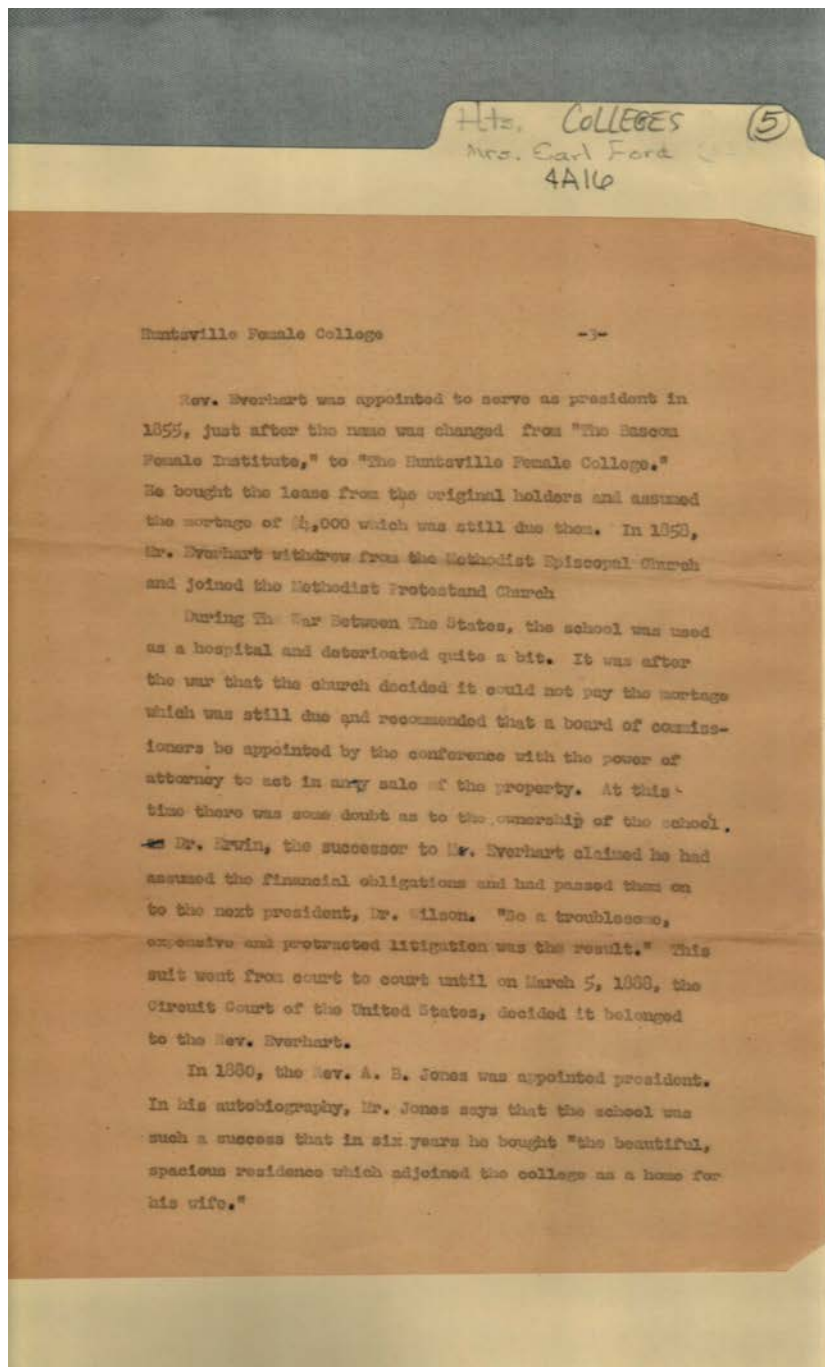 Hts. COLLEGES (5)
Mrs. Earl Ford
4A16
Huntsville Female College -3-
Rev. Everhart was appointed to serve as president in
1855, just after the name was changed from "The Bascom
Female Institute," to "The Huntsville Female College."
He bought the lease from the original holders and assumed
the mortage of $4,000 which was still due them. In 1858,
Mr. Everhart withdrew from the Methodist Episcopal Church
and joined the Methodist Protestand Church
During The War Between The States, the school was used
as a hospital and deterioated quite a bit. It was after
the war that the church decided it could not pay the mortage
which was still due and recommended that a board of commiss-
ioners be appointed by the conference with the power of
attorney to act in any sale of the property. At this
time there was some doubt as to the ownership of the school.
Dr. Erwin, the successor to Mr. Everhart claimed he had
assumed the financial obligations and had passed them on
to the next president, Dr. Wilson. "So a troublesome,
expensive and protracted litigation was the result." This
suit went from court to court until on March 5, 1888, the
Circuit Court of the United States, decided it belonged
to the Rev. Everhart.
In 1880, the Rev. A. B. Jones was appointed president.
In his autobiography, Mr. Jones says that the school was
such a success that in six years he bought "the beautiful,
spacious residence which adjoined the college as a home for
his wife."